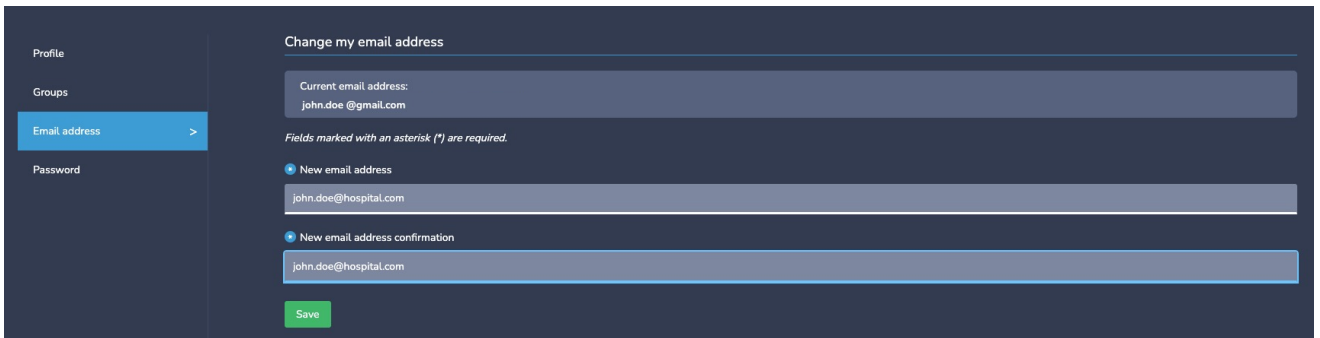 Profile
Groups
Email address >
Password
Change my email address
Current email address:
john.doe @gmail.com
Fields marked with an asterisk (*) are required.
New email address
john.doe@hospital.com
New email address confirmation
john.doe@hospital.com
Save